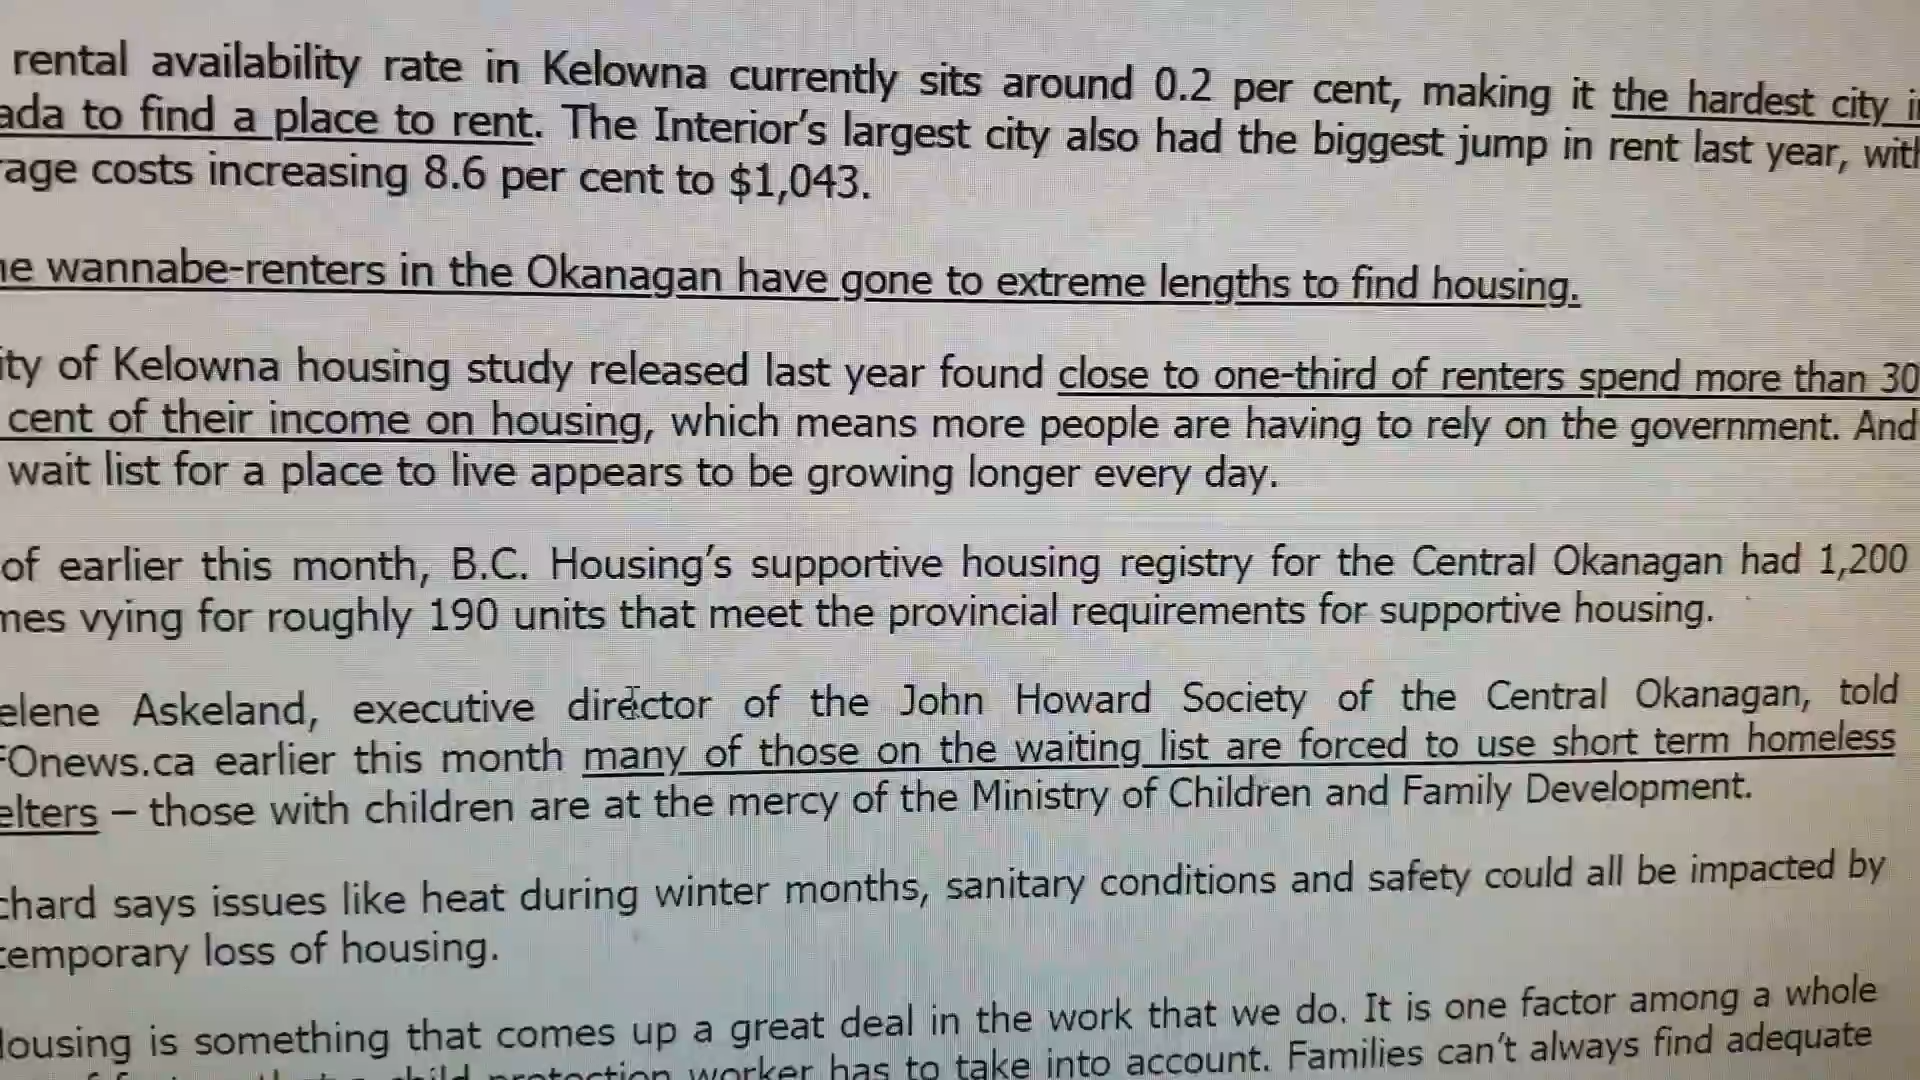 rental availability rate in Kelowna currently sits around 0.2 per cent, making it the hardest city i
ada to find a place to rent. The Interior's largest city also had the biggest jump in rent last year, with
age costs increasing 8.6 per cent to $1,043.
e wannabe-renters in the Okanagan have gone to extreme lengths to find housing.
ity of Kelowna housing study released last year found close to one-third of renters spend more than 30
cent of their income on housing, which means more people are having to rely on the government. And
wait list for a place to live appears to be growing longer every day.
of earlier this month, B.C. Housing's supportive housing registry for the Central Okanagan had 1,200
mes vying for roughly 190 units that meet the provincial requirements for supportive housing.
elene Askeland, executive director of the John Howard Society of the Central Okanagan, told
FOnews.ca earlier this month many of those on the waiting list are forced to use short term homeless
elters – those with children are at the mercy of the Ministry of Children and Family Development.
chard says issues like heat during winter months, sanitary conditions and safety could all be impacted by
temporary loss of housing.
ousing is something that comes up a great deal in the work that we do. It is one factor among a whole
child protection worker has to take into account. Families can't always find adequate